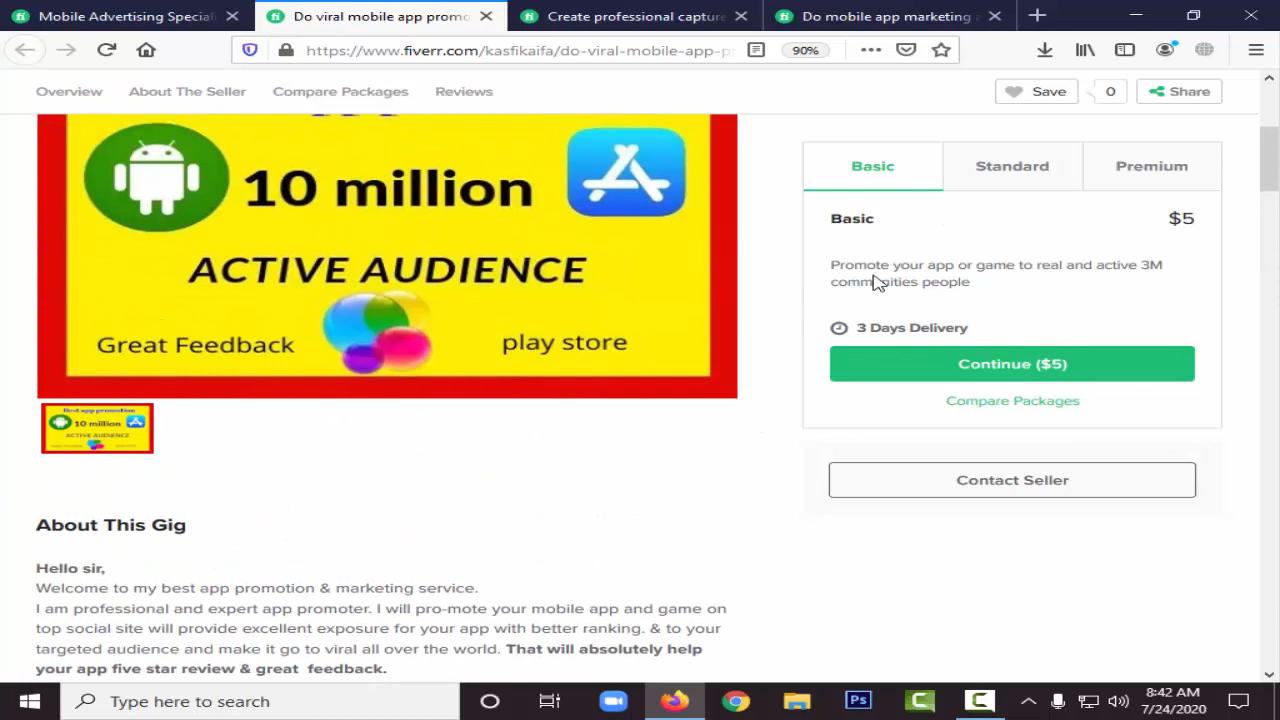 Mobile Advertising Speciali
Do viral mobile app promo
Create professional capture
Do mobile app marketing a
https://www.fiverr.com/kasfikaifa/do-viral-mobile-app-p
90%
Overview
About The Seller
Compare Packages
Reviews
Save
0
Share
10 million
ACTIVE AUDIENCE
Great Feedback
play store
Best app promotion
10 million
ACTIVE AUDIENCE
Basic
Standard
Premium
Basic
$5
Promote your app or game to real and active 3M
communities people
3 Days Delivery
Continue ($5)
Compare Packages
Contact Seller
About This Gig
Hello sir,
Welcome to my best app promotion & marketing service.
I am professional and expert app promoter. I will pro-mote your mobile app and game on
top social site will provide excellent exposure for your app with better ranking. & to your
targeted audience and make it go to viral all over the world. That will absolutely help
your app five star review & great feedback.
Type here to search
8:42 AM
7/24/2020